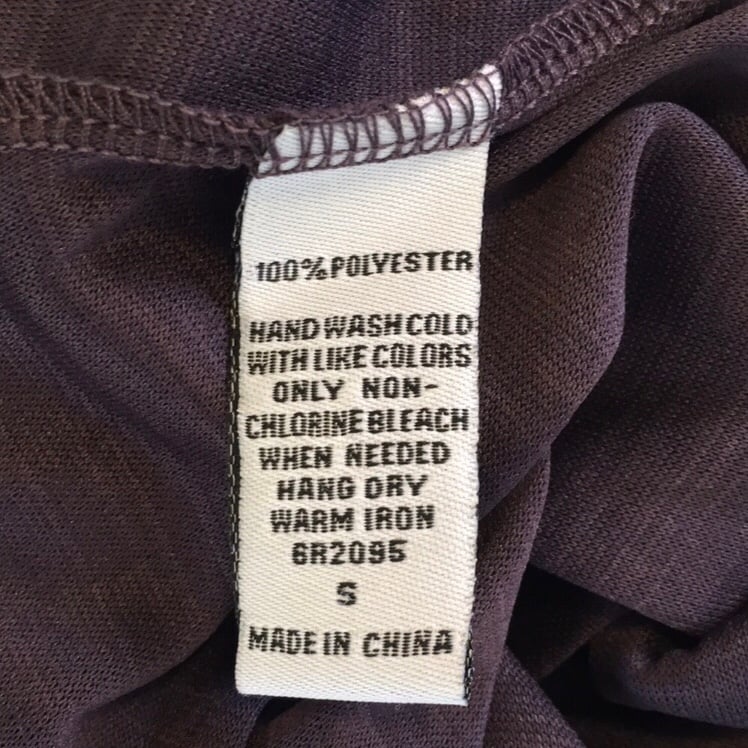 100% POLYESTER
HAND WASH COLD
WITH LIKE COLORS
ONLY NON-
CHLORINE BLEACH
WHEN NEEDED
HANG DRY
WARM IRON
6R2095
S
MADE IN CHINA